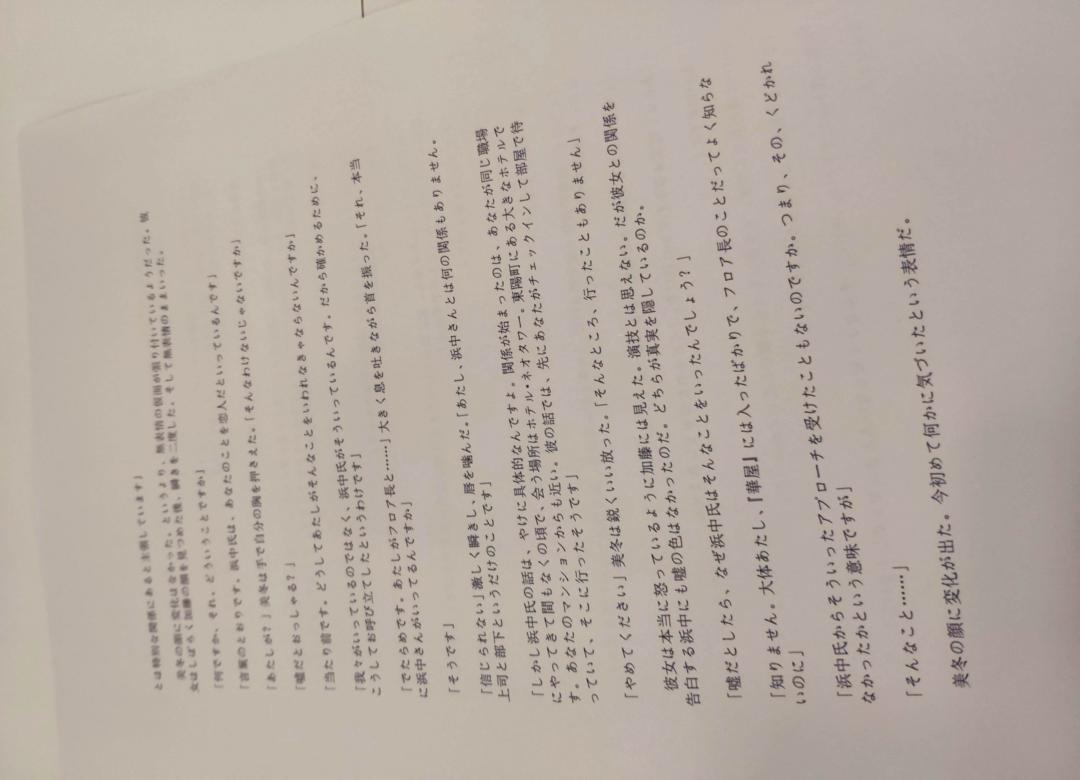 とは特別な関係にあると主張しています」
美冬の顔に変化はなかった。というより、無表情の仮面が張り付いているようだった。彼
女はしばらく加藤の顔を見つめた後、瞬きを二度した。そして無表情のままいった。
「何ですか、それ。どういうことですか」
「言葉のとおりです。浜中氏は、あなたのことを恋人だといっているんです」
「あたしが？」美冬は手で自分の胸を押さえた。「そんなわけないじゃないですか」
「嘘だとおっしゃる？」
「当たり前です。どうしてあたしがそんなことをいわれなきゃならないんですか」
「我々がいっているのではなく、浜中氏がそういっているんです。だから確かめるために、
こうしてお呼び立てしたというわけです」
「でたらめです。あたしがフロア長と……」大きく息を吐きながら首を振った。「それ、本当
に浜中さんがいってるんですか」
「そうです」
「信じられない」激しく瞬きし、唇を噛んだ。「あたし、浜中さんとは何の関係もありません。
上司と部下というだけのことです」
「しかし浜中氏の話は、やけに具体的なんですよ。関係が始まったのは、あなたが同じ職場
にやってきて間もなくの頃で、会う場所はホテル・ネオタワー。東陽町にある大きなホテルで
す。あなたのマンションからも近い。彼の話では、先にあなたがチェックインして部屋で待
っていて、そこに行ったそうです」
「やめてください」美冬は鋭くいい放った。「そんなところ、行ったこともありません」
彼女は本当に怒っているように加藤には見えた。演技とは思えない。だが彼女との関係を
告白する浜中にも嘘の色はなかったのだ。どちらが真実を隠しているのか。
「嘘だとしたら、なぜ浜中氏はそんなことをいったんでしょう？」
「知りません。大体あたし、『華屋』には入ったばかりで、フロア長のことだってよく知らな
いのに」
「浜中氏からそういったアプローチを受けたこともないのですか。つまり、その、くどかれ
なかったかという意味ですが」
「そんなこと……」
美冬の顔に変化が出た。今初めて何かに気づいたという表情だ。